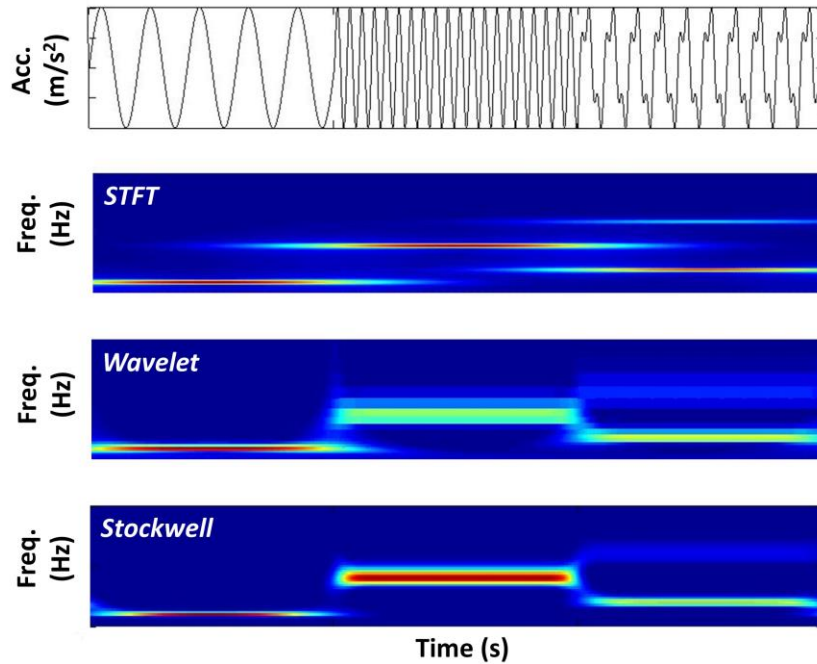 Acc.
(m/s²)
STFT
Freq.
(Hz)
Wavelet
Freq.
(Hz)
Stockwell
Freq.
(Hz)
Time (s)